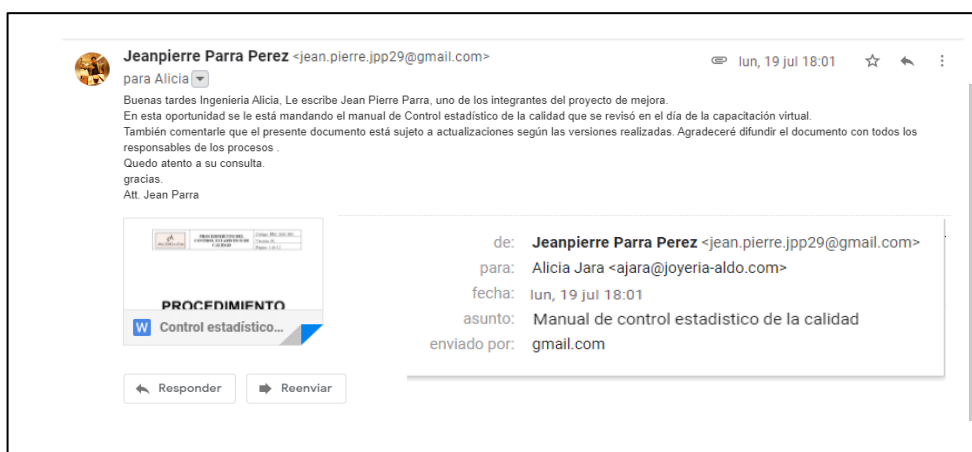 Jeanpierre Parra Perez <jean.pierre.jpp29@gmail.com>
lun, 19 jul 18:01
para Alicia
Buenas tardes Ingenieria Alicia, Le escribe Jean Pierre Parra, uno de los integrantes del proyecto de mejora.
En esta oportunidad se le está mandando el manual de Control estadístico de la calidad que se revisó en el día de la capacitación virtual.
También comentarle que el presente documento está sujeto a actualizaciones según las versiones realizadas. Agradeceré difundir el documento con todos los
responsables de los procesos .
Quedo atento a su consulta.
gracias.
Att. Jean Parra
PROCEDIMIENTO DEL
CONTROL ESTADÍSTICO DE
CALIDAD
PROCEDIMIENTO
W Control estadístico...
de: Jeanpierre Parra Perez <jean.pierre.jpp29@gmail.com>
para: Alicia Jara <ajara@joyeria-aldo.com>
fecha: lun, 19 jul 18:01
asunto: Manual de control estadistico de la calidad
enviado por: gmail.com
Responder
Reenviar